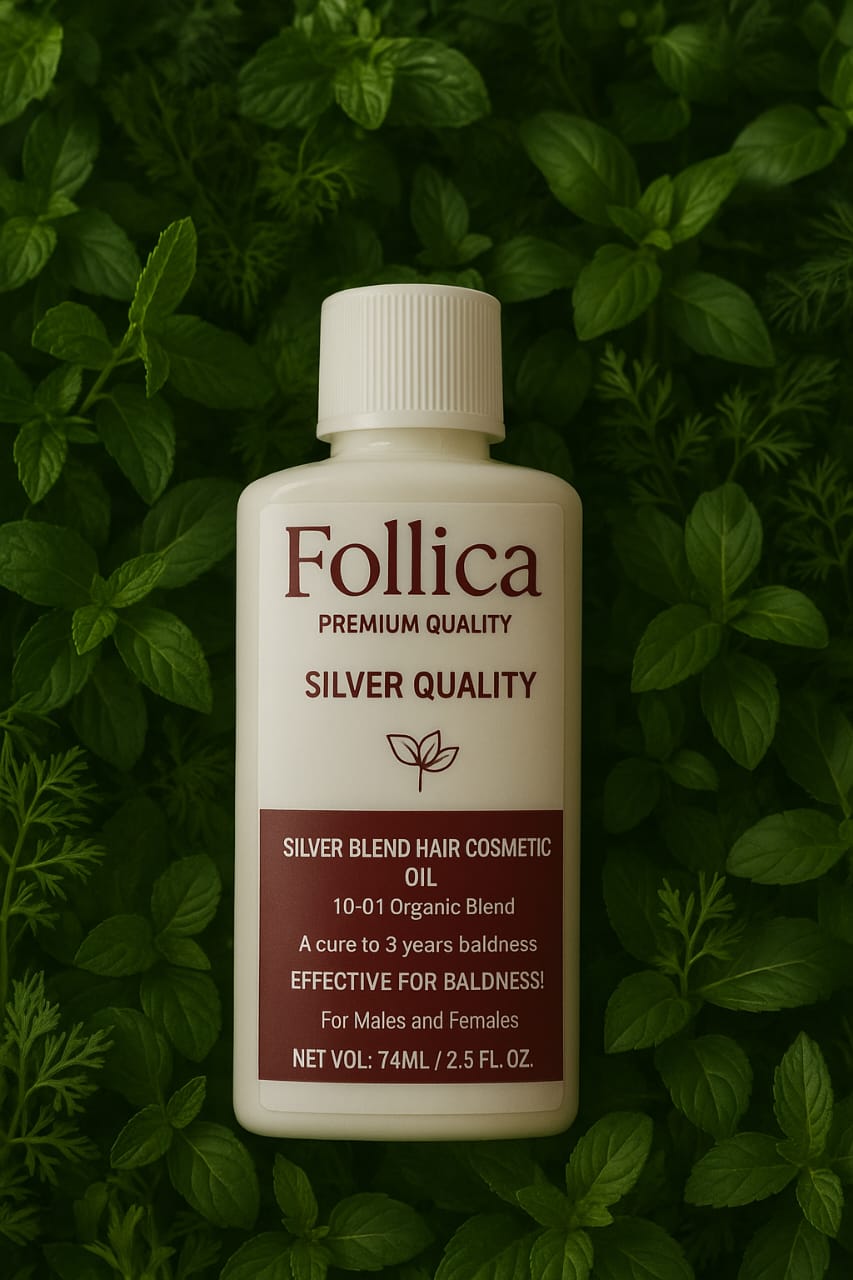 Follica
PREMIUM QUALITY
SILVER QUALITY
SILVER BLEND HAIR COSMETIC
OIL
10-01 Organic Blend
A cure to 3 years baldness
EFFECTIVE FOR BALDNESS!
For Males and Females
NET VOL: 74ML / 2.5 FL. OZ.